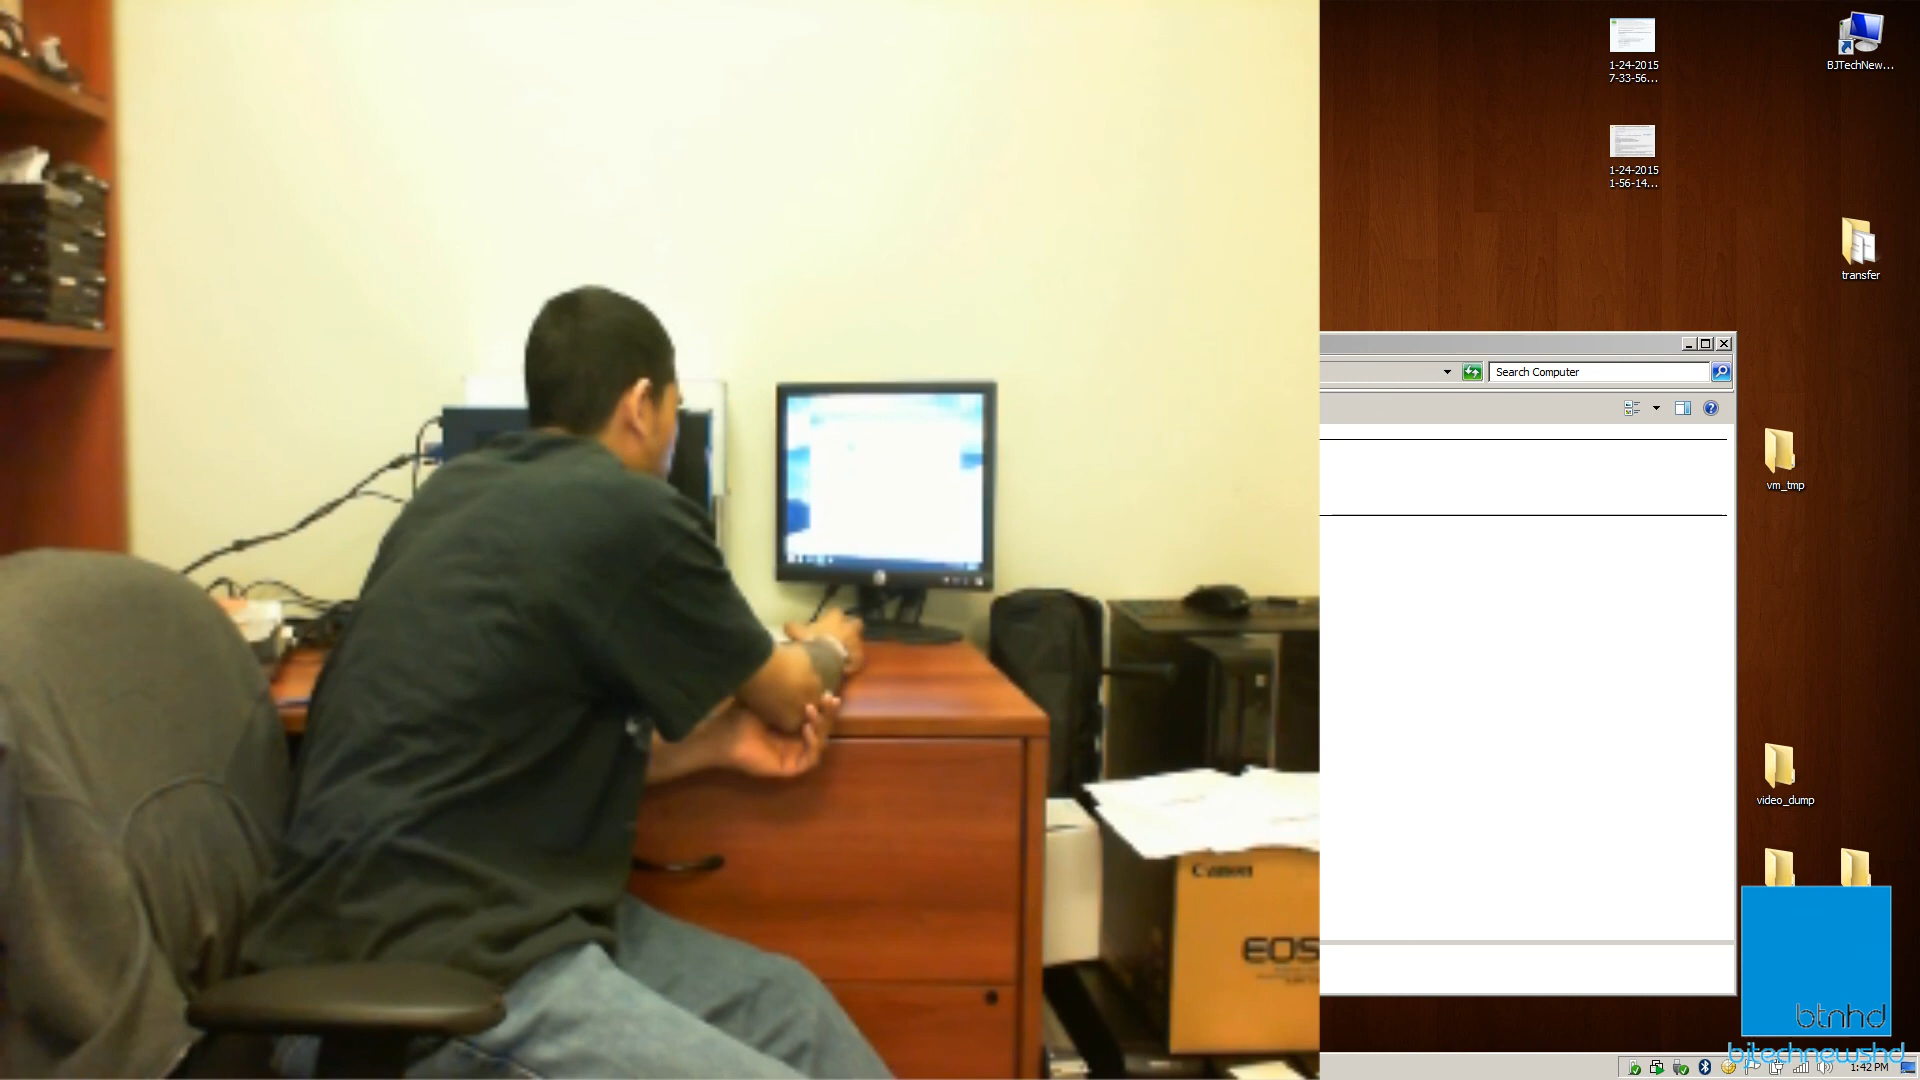 1-24-2015
7-33-56...
BJTechNew...
1-24-2015
1-56-14...
transfer
Search Computer
vm_tmp
video_dump
Canon
EOS
btnhd
bjtechnewshd
1:42 PM